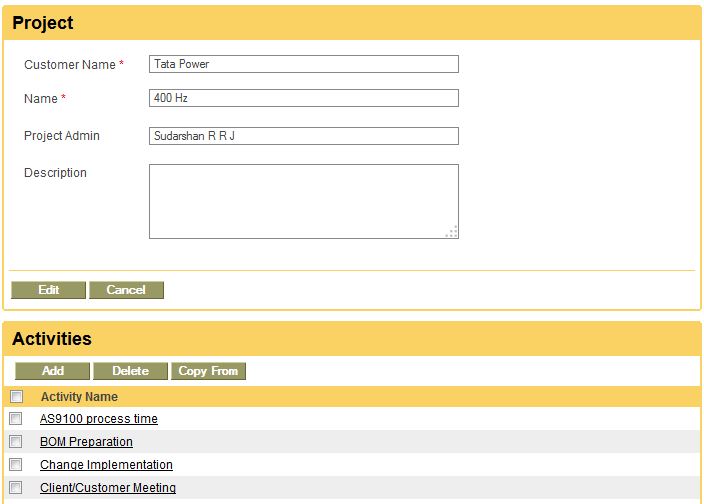 Project
Customer Name * Tata Power
Name * 400 Hz
Project Admin Sudarshan R R J
Description
Edit Cancel
Activities
Add Delete Copy From
Activity Name
AS9100 process time
BOM Preparation
Change Implementation
Client/Customer Meeting